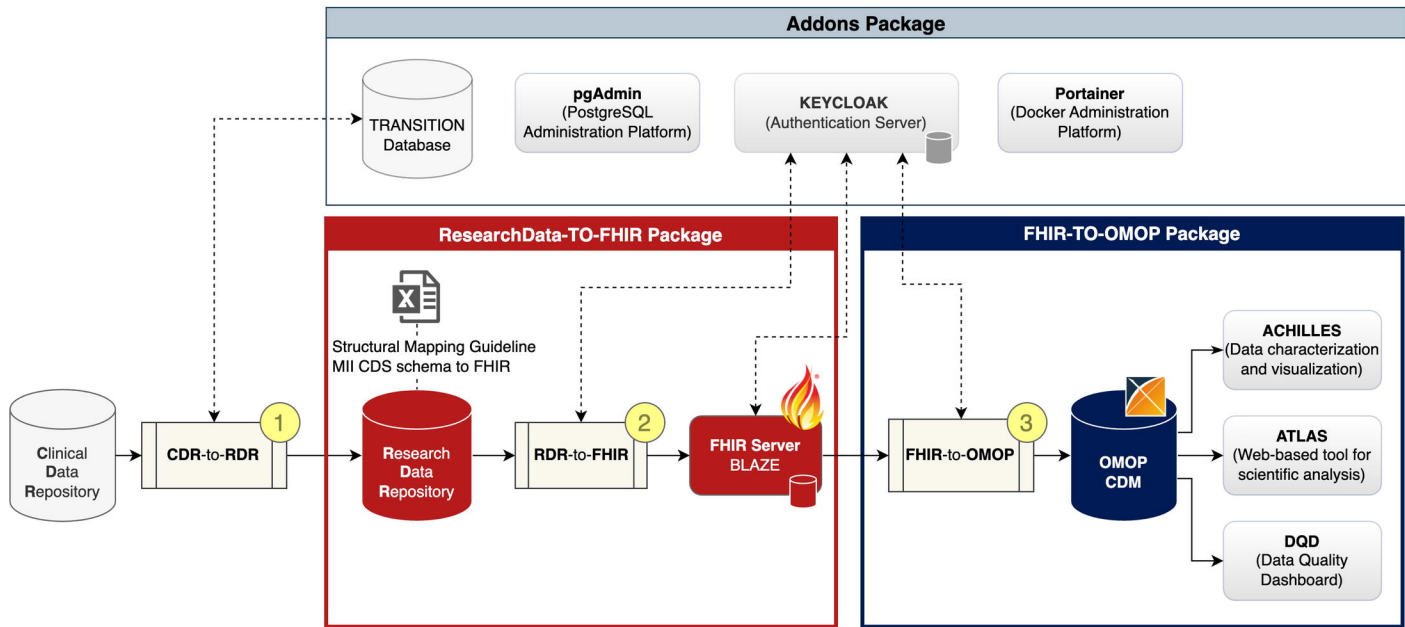 Addons Package
TRANSITION
Database
pgAdmin
(PostgreSQL
Administration Platform)
KEYCLOAK
(Authentication Server)
Portainer
(Docker Administration
Platform)
ResearchData-TO-FHIR Package
FHIR-TO-OMOP Package
X
Structural Mapping Guideline
MII CDS schema to FHIR
Clinical
Data
Repository
1
CDR-to-RDR
Research
Data
Repository
2
RDR-to-FHIR
FHIR Server
BLAZE
3
FHIR-to-OMOP
OMOP
CDM
ACHILLES
(Data characterization
and visualization)
ATLAS
(Web-based tool for
scientific analysis)
DQD
(Data Quality
Dashboard)